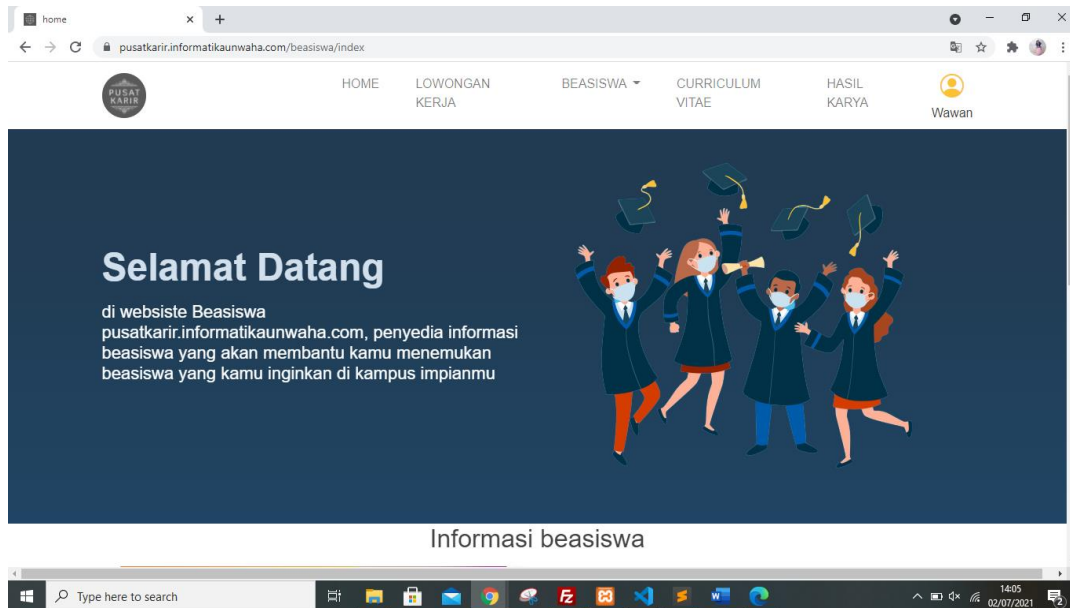 home
pusatkarir.informatikaunwaha.com/beasiswa/index
PUSAT
KARIR
HOME
LOWONGAN
KERJA
BEASISWA
CURRICULUM
VITAE
HASIL
KARYA
Wawan
Selamat Datang
di websiste Beasiswa
pusatkarir.informatikaunwaha.com, penyedia informasi
beasiswa yang akan membantu kamu menemukan
beasiswa yang kamu inginkan di kampus impianmu
Informasi beasiswa
Type here to search
14:05
02/07/2021
2